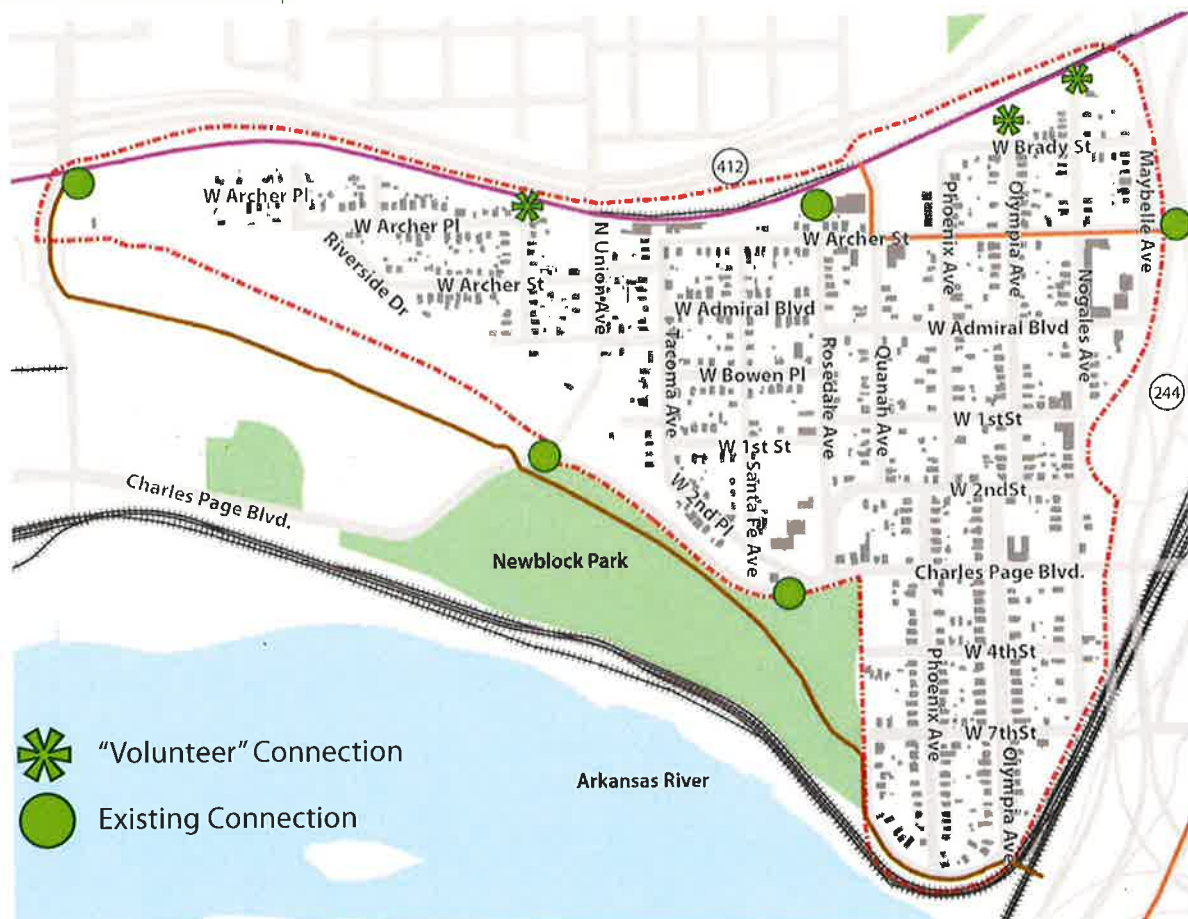 412
W Brady St
Maybelle Ave
W Archer Pl
W Archer Pl
Riverside Dr
W Archer St
N Union Ave
W Archer St
Phoenix Ave
Olympia Ave
Nogales Ave
W Admiral Blvd
W Admiral Blvd
Tacoma Ave
W Bowen Pl
Rosedale Ave
Quanah Ave
244
W 1st St
W 1stSt
W 2nd Pl
Santa Fe Ave
W 2ndSt
Charles Page Blvd.
Newblock Park
Charles Page Blvd.
W 4thSt
Phoenix Ave
W 7thSt
Olympia Ave
Arkansas River
"Volunteer" Connection
Existing Connection